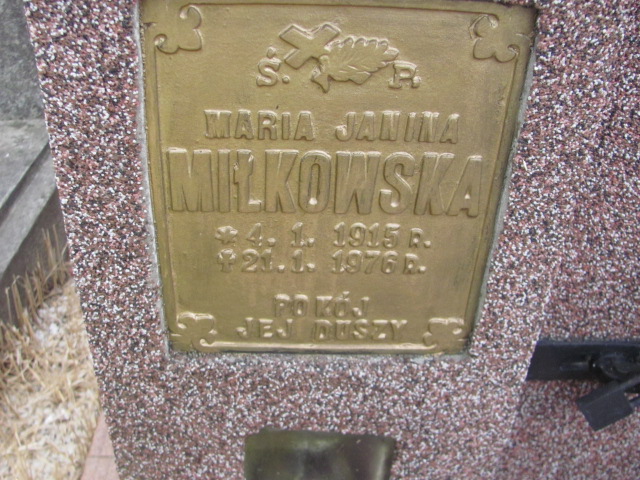 Ś. P.
MARIA JANINA
MIŁKOWSKA
* 4. 1. 1915 R.
✝ 21. 1. 1976 R.
POKÓJ
JEJ DUSZY